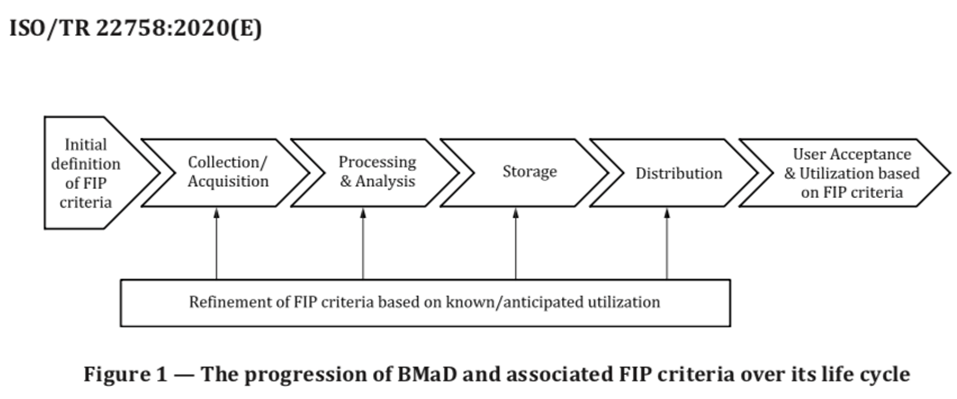 ISO/TR 22758:2020(E)
Initial
definition
of FIP
criteria
Collection/
Acquisition
Processing
& Analysis
Storage
Distribution
User Acceptance
& Utilization based
on FIP criteria
Refinement of FIP criteria based on known/anticipated utilization
Figure 1 — The progression of BMaD and associated FIP criteria over its life cycle